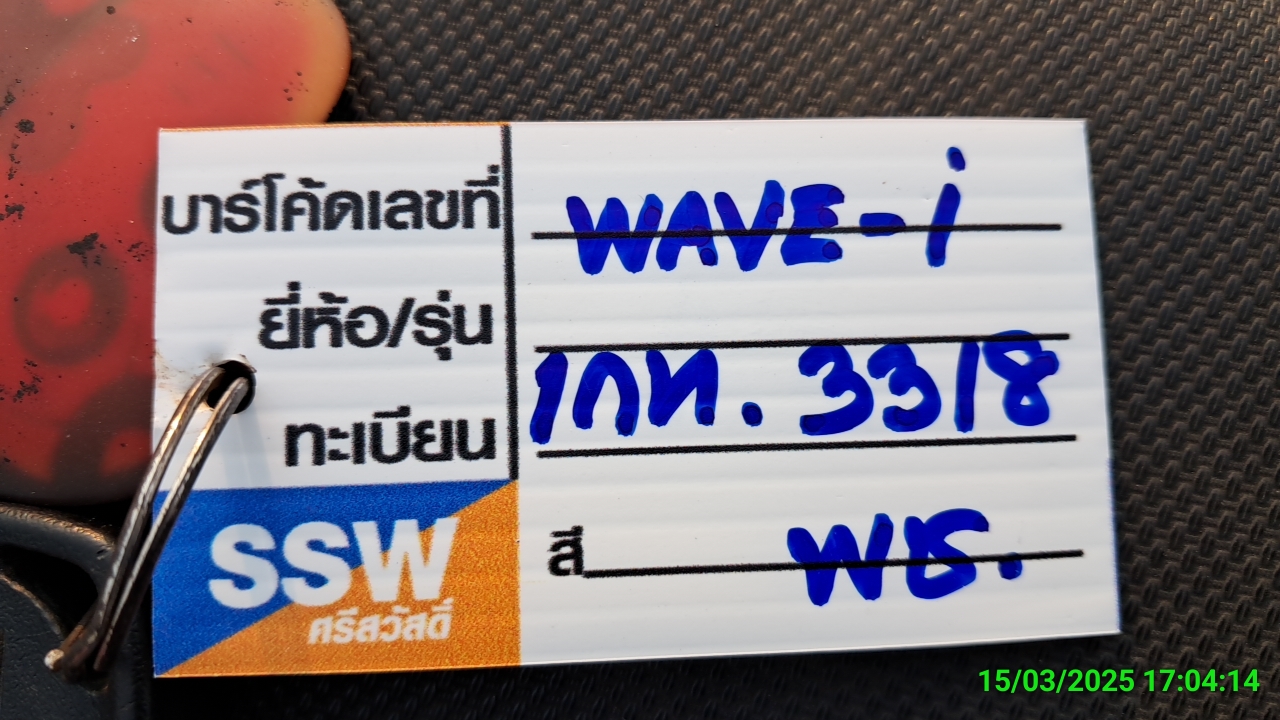 บาร์โค้ดเลขที่ WAVE-i
ยี่ห้อ/รุ่น
ทะเบียน 1กท. 3318
สี พช.
SSW
ศรีสวัสดิ์
15/03/2025 17:04:14